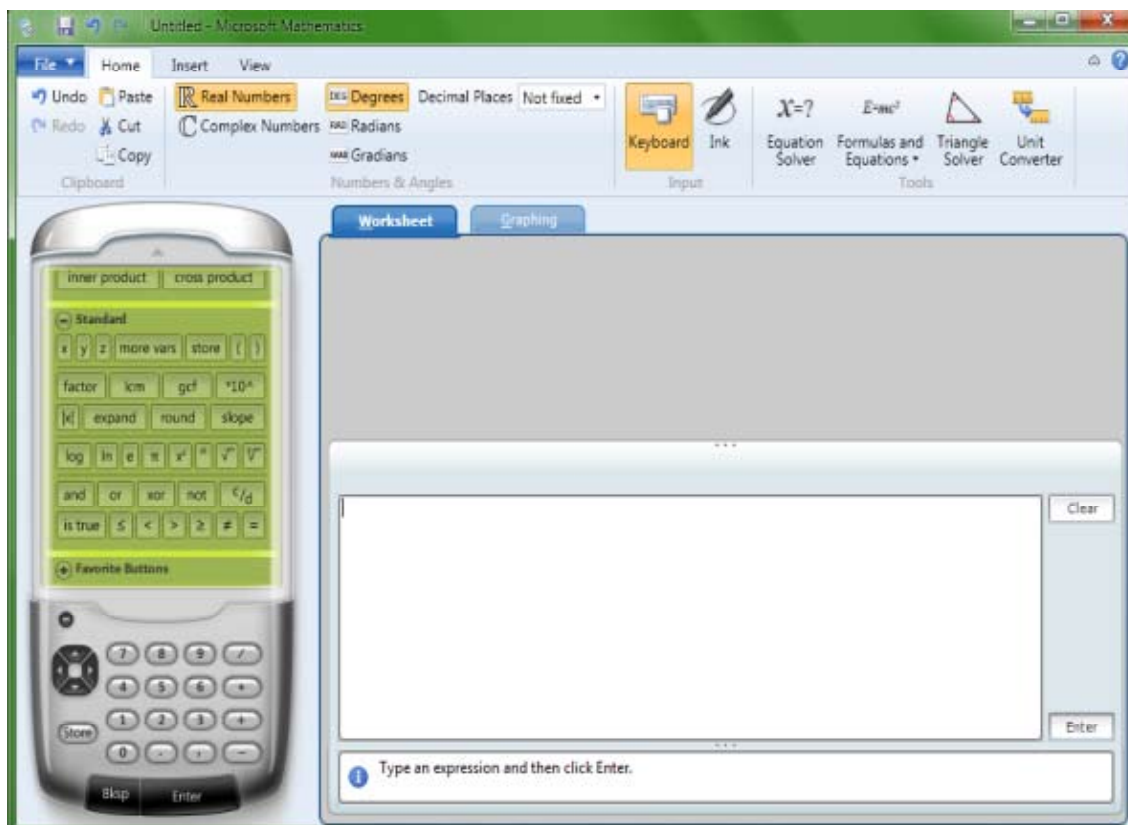 Untitled - Microsoft Mathematics
File Home Insert View
Undo Paste Real Numbers DEG Degrees Decimal Places Not fixed
Redo Cut Complex Numbers RAD Radians
Copy Gradians
Keyboard Ink
X=? E=mc²
Equation Solver Formulas and Equations Triangle Solver Unit Converter
Clipboard Numbers & Angles Input Tools
Worksheet Graphing
inner product cross product
Standard
x y z more vars store ( )
factor lcm gcf *10^
|x| expand round slope
log ln e π
and or xor not c/d
is true ≤ < > ≥ ≠ =
Favorite Buttons
7 8 9 /
4 5 6
1 2 3 +
0 . , −
Store
Bksp Enter
Clear
Enter
Type an expression and then click Enter.